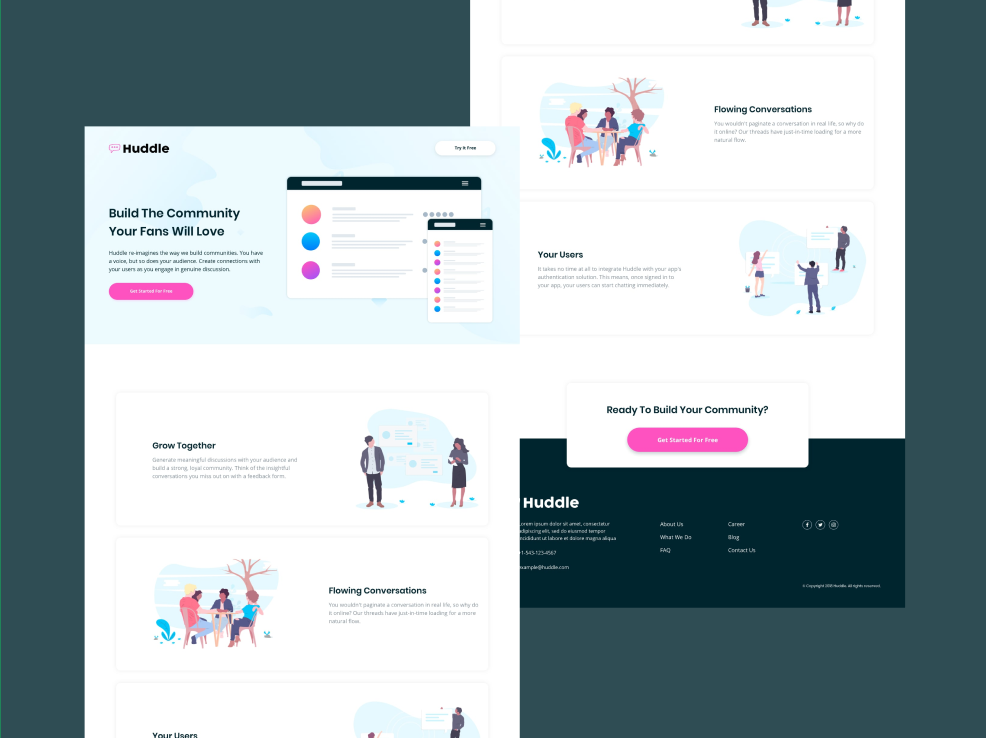 Huddle
Try It Free
Build The Community
Your Fans Will Love
Huddle re-imagines the way we build communities. You have
a voice, but so does your audience. Create connections with
your users as you engage in genuine discussion.
Get Started For Free
Grow Together
Generate meaningful discussions with your audience and
build a strong, loyal community. Think of the insightful
conversations you miss out on with a feedback form.
Flowing Conversations
You wouldn't paginate a conversation in real life, so why do
it online? Our threads have just-in-time loading for a more
natural flow.
Your Users
Flowing Conversations
You wouldn't paginate a conversation in real life, so why do
it online? Our threads have just-in-time loading for a more
natural flow.
Your Users
It takes no time at all to integrate Huddle with your app's
authentication solution. This means, once signed in to
your app, your users can start chatting immediately.
Ready To Build Your Community?
Get Started For Free
Huddle
orem ipsum dolor sit amet, consectetur
adipiscing elit, sed do eiusmod tempor
incididunt ut labore et dolore magna aliqua
1-543-123-4567
example@huddle.com
About Us
What We Do
FAQ
Career
Blog
Contact Us
© Copyright 2018 Huddle. All rights reserved.